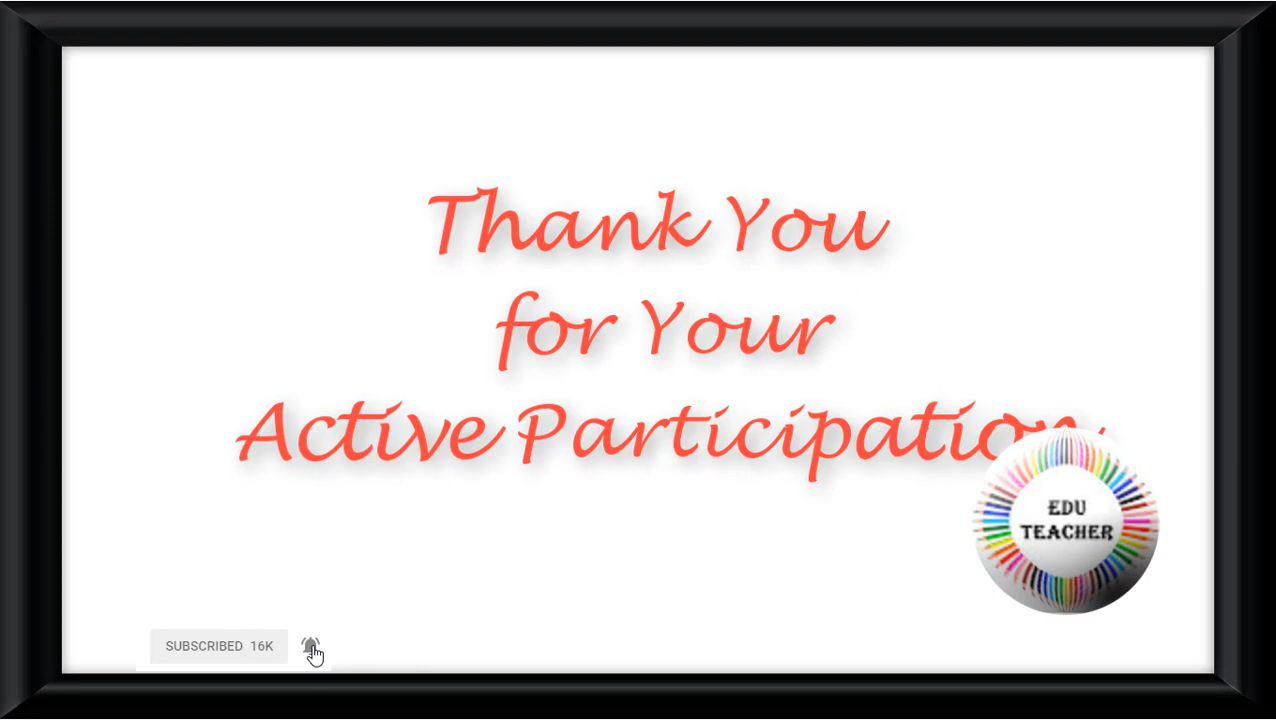 Thank You
for Your
Active Participation
EDU
TEACHER
SUBSCRIBED 16K